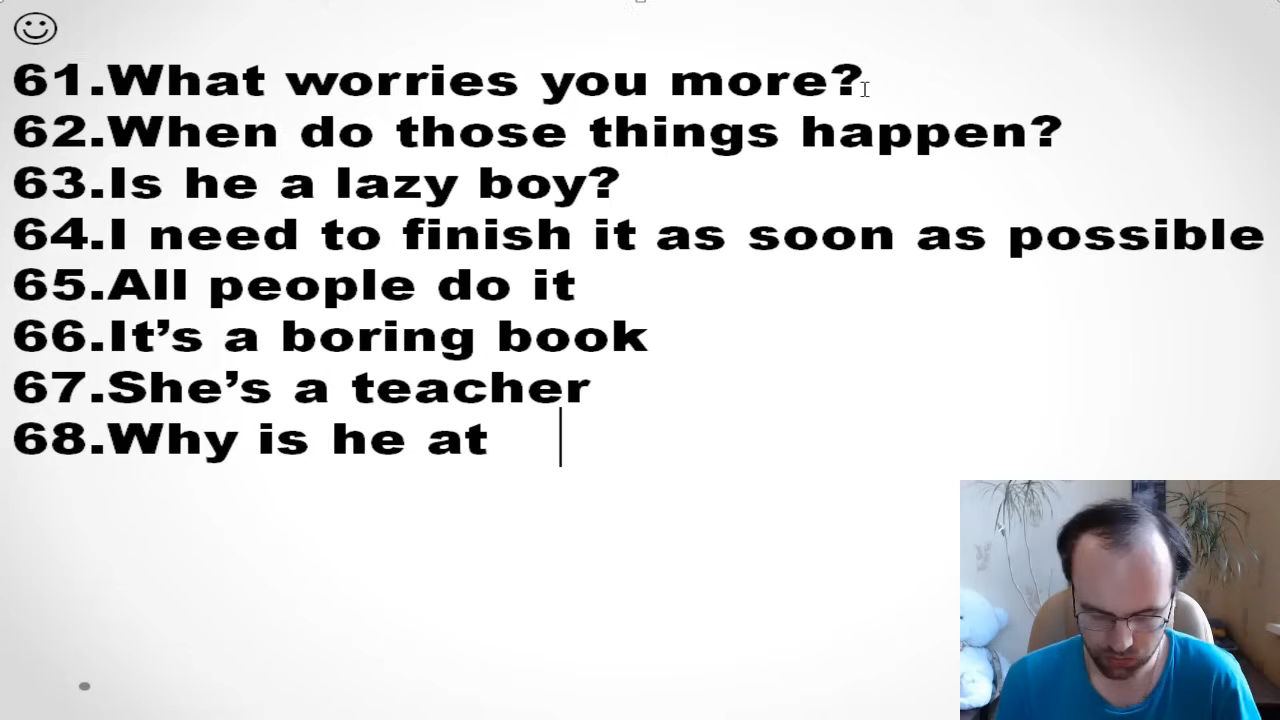 61.What worries you more?
62.When do those things happen?
63.Is he a lazy boy?
64.I need to finish it as soon as possible
65.All people do it
66.It’s a boring book
67.She’s a teacher
68.Why is he at